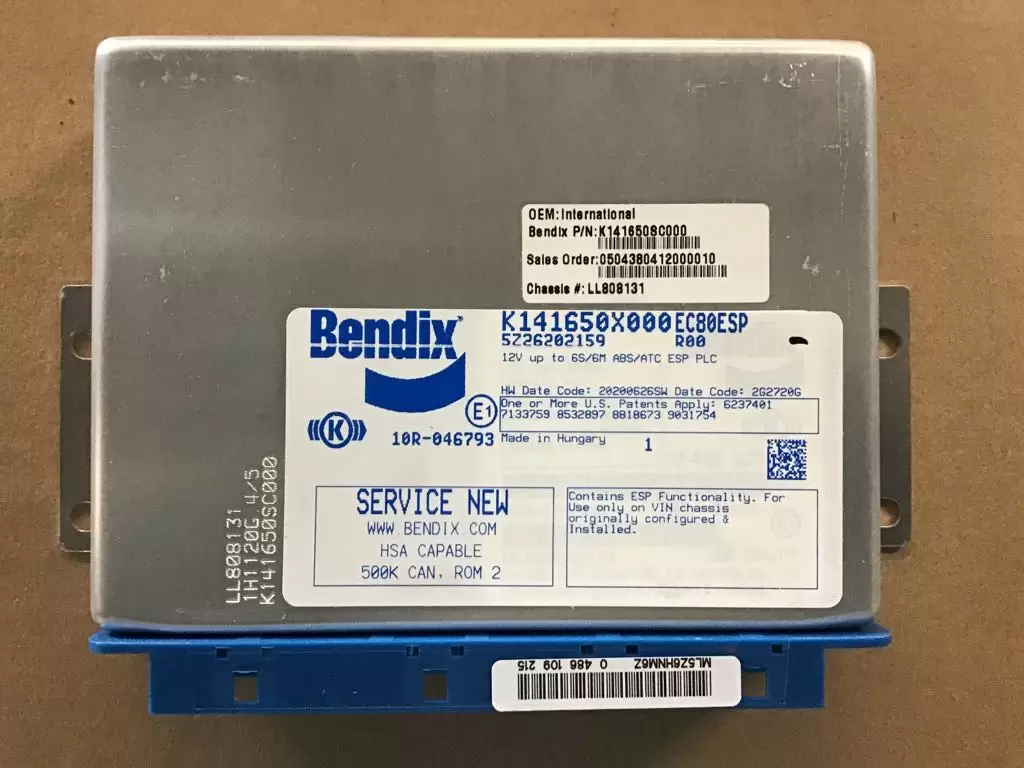 OEM: International
Bendix P/N: K141650SC000
Sales Order: 0504380412000010
Chassis #: LL808131
Bendix®
K141650X000 EC80ESP
5Z26202159 R00
12V up to 6S/6M ABS/ATC ESP PLC
HW Date Code: 20200626SW Date Code: 2G2720G
One or More U.S. Patents Apply: 6237401
7133759 8532897 8818673 9031754
E1
K
10R-046793
Made in Hungary 1
SERVICE NEW
WWW.BENDIX.COM
HSA CAPABLE
500K CAN, ROM 2
Contains ESP Functionality. For
Use only on VIN chassis
originally configured &
Installed.
LL808131
1H1120G 4/5
K141650SC000
ML5Z6HNM6Z 0 486 109 215